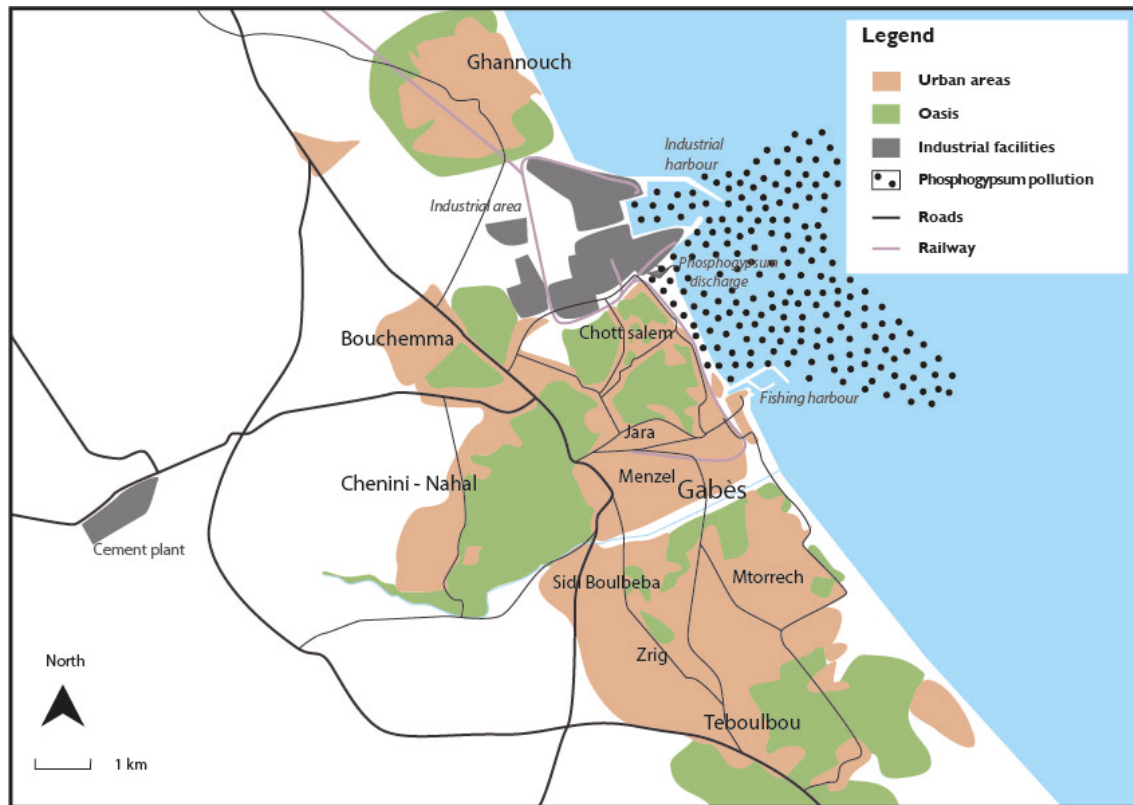 Legend
Urban areas
Oasis
Industrial facilities
Phosphogypsum pollution
Roads
Railway
Ghannouch
Industrial
harbour
Industrial area
Phosphogypsum
discharge
Bouchemma
Chott salem
Fishing harbour
Jara
Menzel
Gabès
Chenini - Nahal
Cement plant
Sidi Boulbeba
Mtorrech
Zrig
Teboulbou
North
1 km